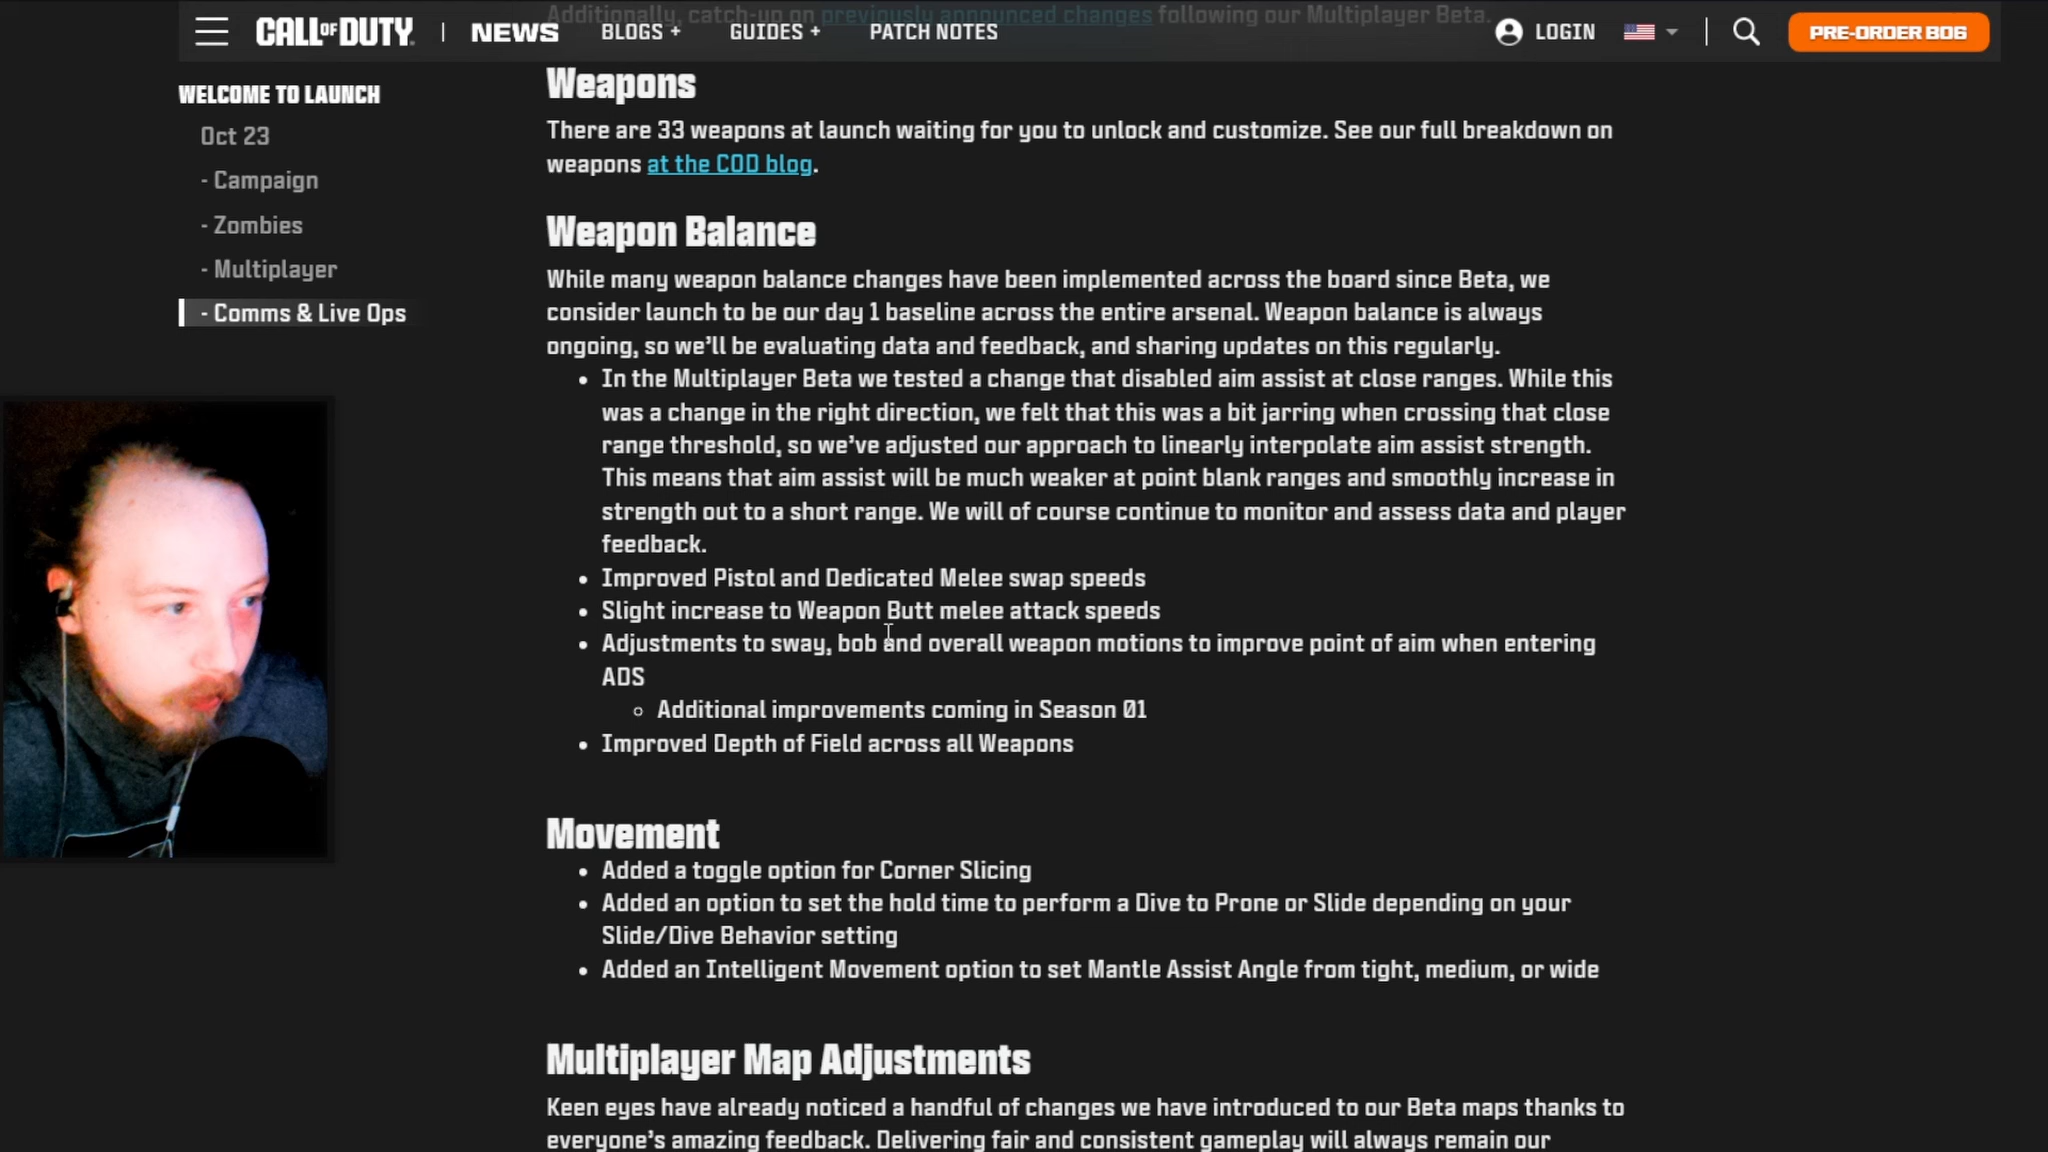 Additionally, catch-up on previously announced changes following our Multiplayer Beta.
CALL OF DUTY. | NEWS BLOGS + GUIDES + PATCH NOTES LOGIN PRE-ORDER BO6
WELCOME TO LAUNCH
Oct 23
- Campaign
- Zombies
- Multiplayer
- Comms & Live Ops
Weapons
There are 33 weapons at launch waiting for you to unlock and customize. See our full breakdown on
weapons at the COD blog.
Weapon Balance
While many weapon balance changes have been implemented across the board since Beta, we
consider launch to be our day 1 baseline across the entire arsenal. Weapon balance is always
ongoing, so we'll be evaluating data and feedback, and sharing updates on this regularly.
• In the Multiplayer Beta we tested a change that disabled aim assist at close ranges. While this
was a change in the right direction, we felt that this was a bit jarring when crossing that close
range threshold, so we've adjusted our approach to linearly interpolate aim assist strength.
This means that aim assist will be much weaker at point blank ranges and smoothly increase in
strength out to a short range. We will of course continue to monitor and assess data and player
feedback.
• Improved Pistol and Dedicated Melee swap speeds
• Slight increase to Weapon Butt melee attack speeds
• Adjustments to sway, bob and overall weapon motions to improve point of aim when entering
ADS
○ Additional improvements coming in Season 01
• Improved Depth of Field across all Weapons
Movement
• Added a toggle option for Corner Slicing
• Added an option to set the hold time to perform a Dive to Prone or Slide depending on your
Slide/Dive Behavior setting
• Added an Intelligent Movement option to set Mantle Assist Angle from tight, medium, or wide
Multiplayer Map Adjustments
Keen eyes have already noticed a handful of changes we have introduced to our Beta maps thanks to
everyone's amazing feedback. Delivering fair and consistent gameplay will always remain our